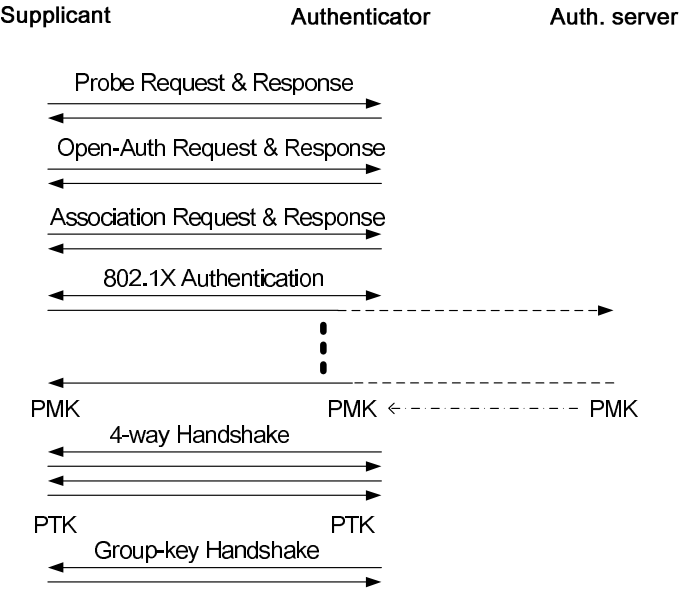 Supplicant Authenticator Auth. server
Probe Request & Response
Open-Auth Request & Response
Association Request & Response
802.1X Authentication
PMK PMK PMK
4-way Handshake
PTK PTK
Group-key Handshake